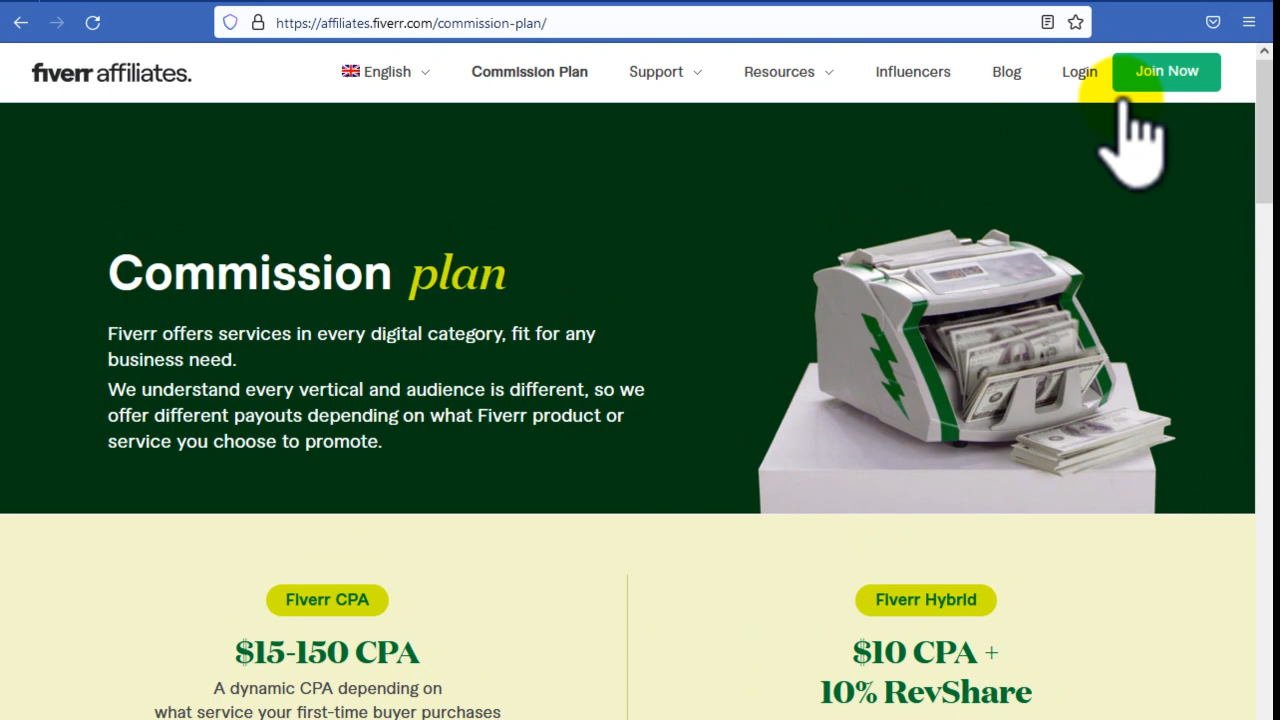 https://affiliates.fiverr.com/commission-plan/
fiverr affiliates.
English
Commission Plan
Support
Resources
Influencers
Blog
Login
Join Now
Commission plan
Fiverr offers services in every digital category, fit for any
business need.
We understand every vertical and audience is different, so we
offer different payouts depending on what Fiverr product or
service you choose to promote.
Fiverr CPA
$15-150 CPA
A dynamic CPA depending on
what service your first-time buyer purchases
Fiverr Hybrid
$10 CPA +
10% RevShare